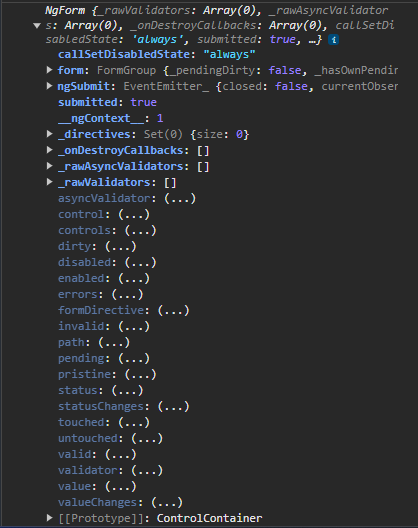 NgForm {_rawValidators: Array(0), _rawAsyncValidator
s: Array(0), _onDestroyCallbacks: Array(0), callSetDi
sabledState: 'always', submitted: true, …} i
callSetDisabledState: "always"
form: FormGroup {_pendingDirty: false, _hasOwnPendin
ngSubmit: EventEmitter_ {closed: false, currentObser
submitted: true
__ngContext__: 1
_directives: Set(0) {size: 0}
_onDestroyCallbacks: []
_rawAsyncValidators: []
_rawValidators: []
asyncValidator: (...)
control: (...)
controls: (...)
dirty: (...)
disabled: (...)
enabled: (...)
errors: (...)
formDirective: (...)
invalid: (...)
path: (...)
pending: (...)
pristine: (...)
status: (...)
statusChanges: (...)
touched: (...)
untouched: (...)
valid: (...)
validator: (...)
value: (...)
valueChanges: (...)
[[Prototype]]: ControlContainer